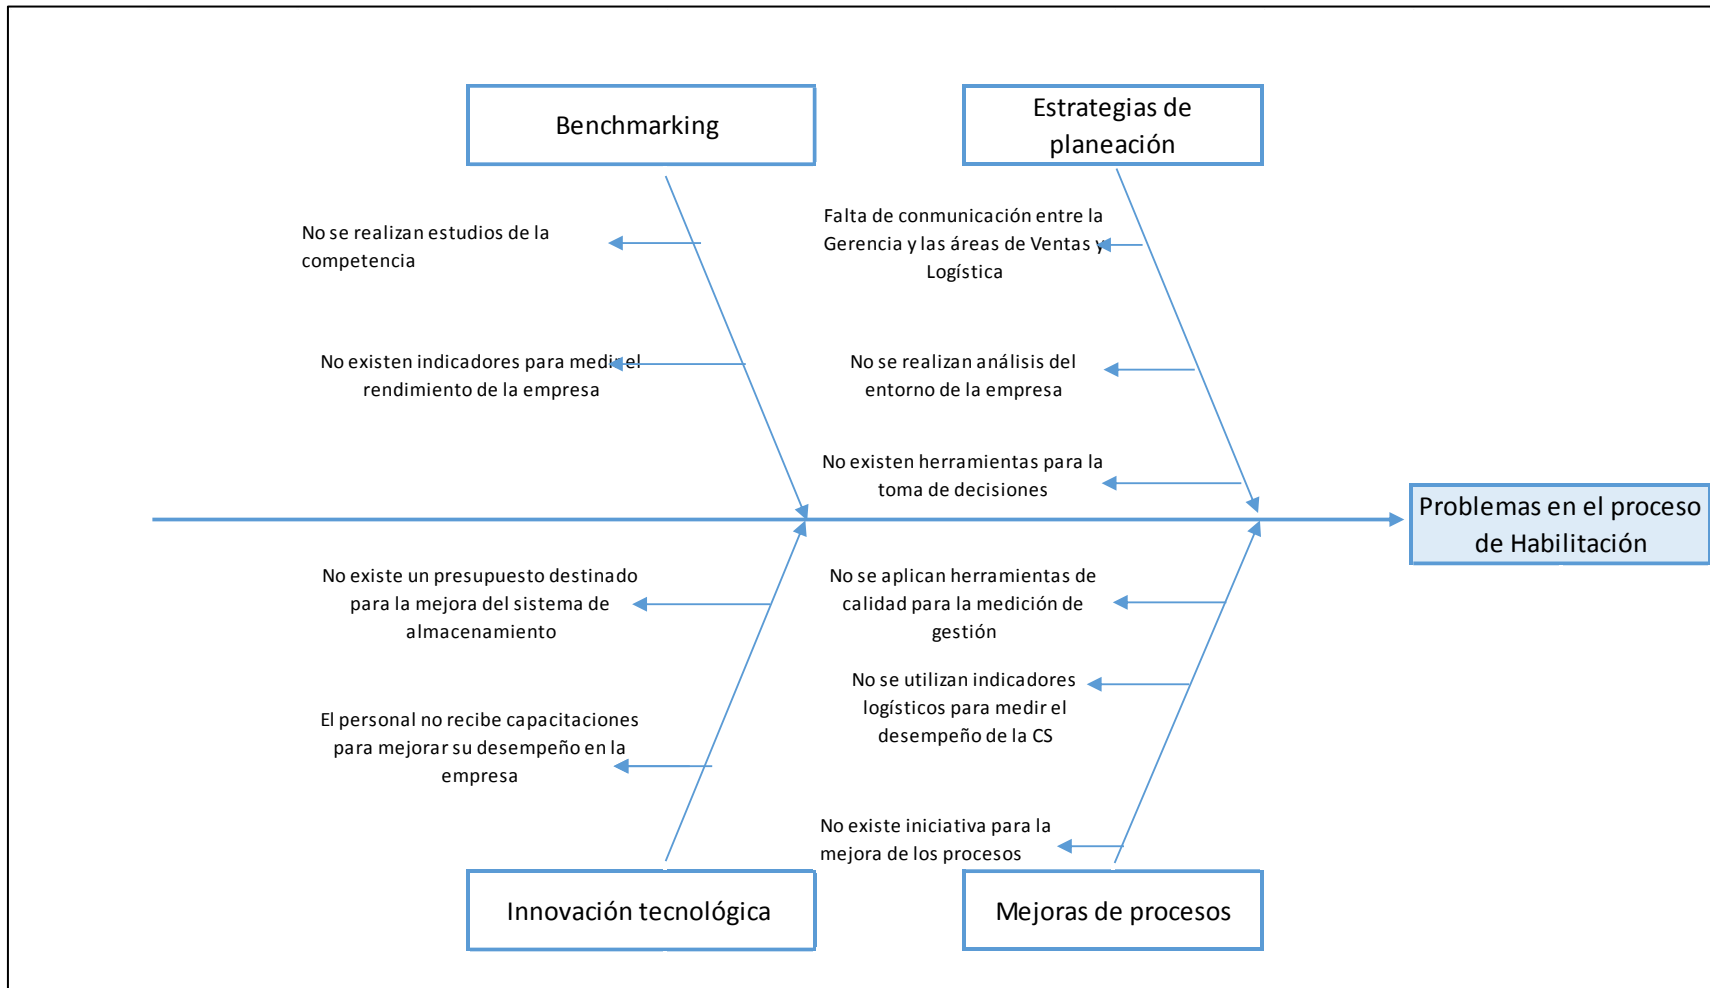 Benchmarking
Estrategias de
planeación
No se realizan estudios de la
competencia
Falta de conmunicación entre la
Gerencia y las áreas de Ventas y
Logística
No existen indicadores para medir el
rendimiento de la empresa
No se realizan análisis del
entorno de la empresa
No existen herramientas para la
toma de decisiones
Problemas en el proceso
de Habilitación
No existe un presupuesto destinado
para la mejora del sistema de
almacenamiento
No se aplican herramientas de
calidad para la medición de
gestión
No se utilizan indicadores
logísticos para medir el
desempeño de la CS
El personal no recibe capacitaciones
para mejorar su desempeño en la
empresa
No existe iniciativa para la
mejora de los procesos
Innovación tecnológica
Mejoras de procesos